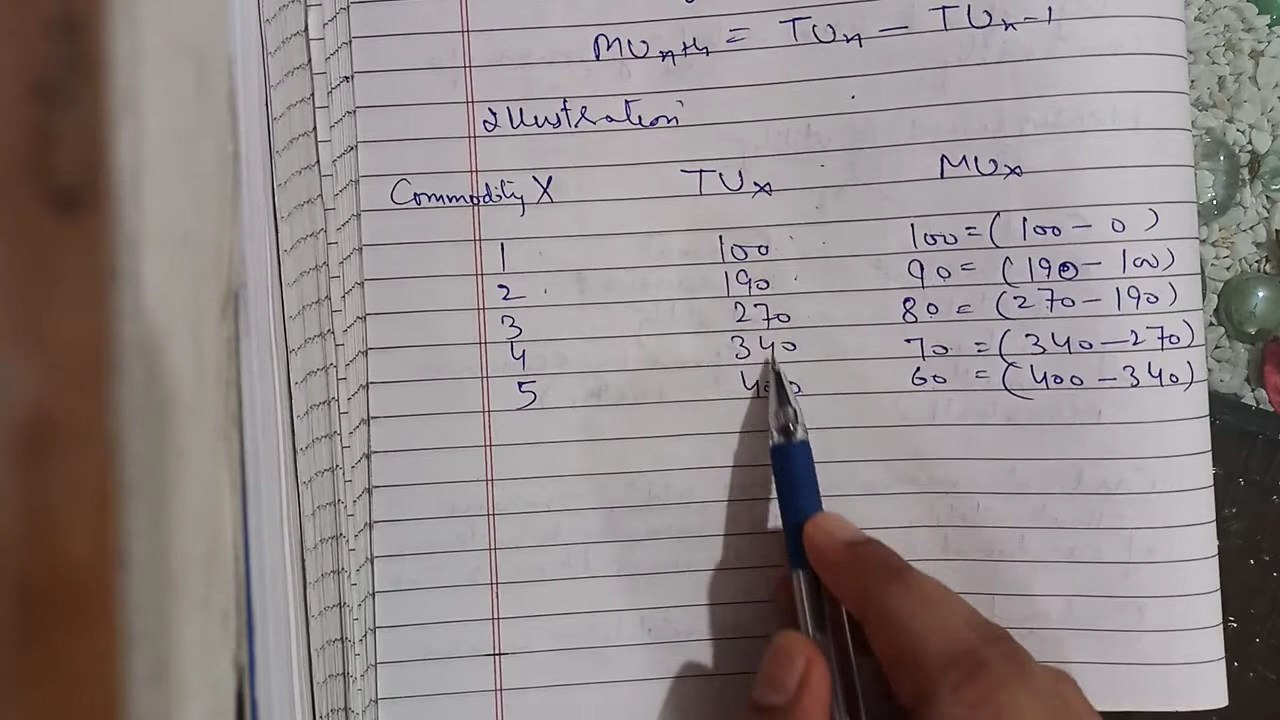 MUnth = TUn - TUn-1
Illustration
Commodity X TUx MUx
1 100 100 = (100 - 0)
2 190 90 = (190 - 100)
3 270 80 = (270 - 190)
4 340 70 = (340 - 270)
5 400 60 = (400 - 340)